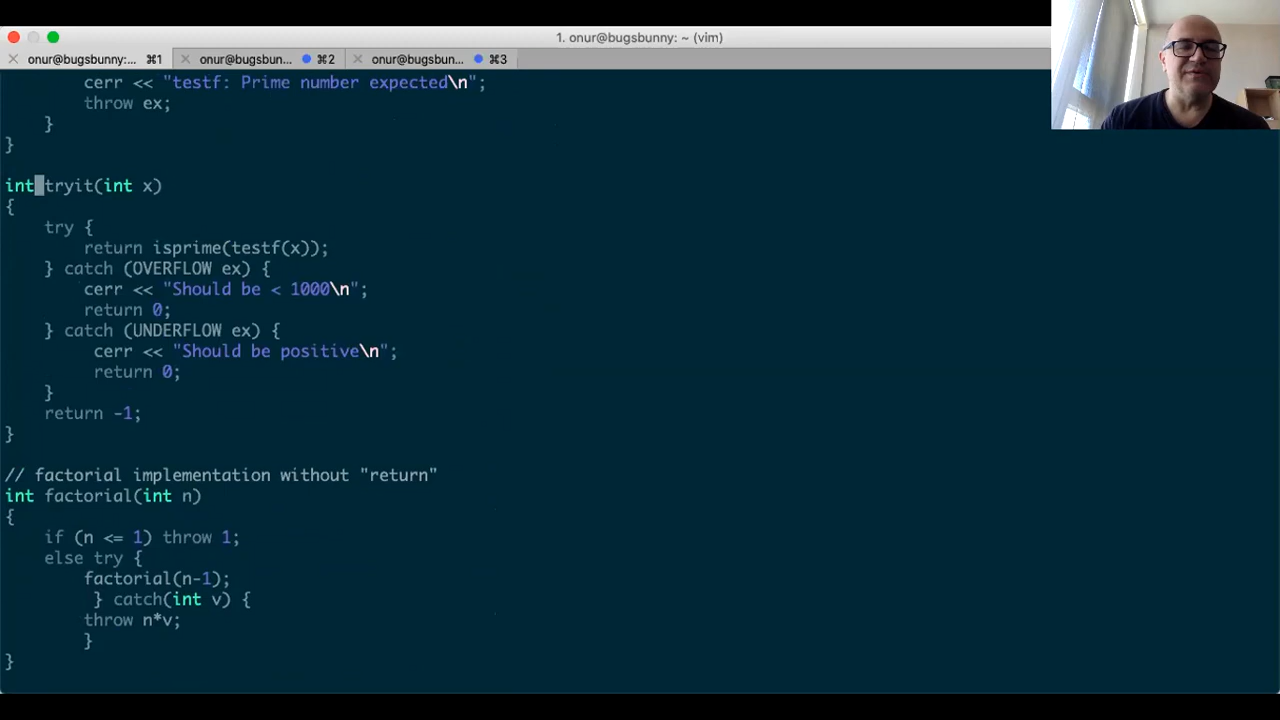 1. onur@bugsbunny: ~ (vim)
onur@bugsbunny:... ⌘1 onur@bugsbunn... ⌘2 onur@bugsbunn... ⌘3
cerr << "testf: Prime number expected\n";
throw ex;
}
}
int tryit(int x)
{
try {
return isprime(testf(x));
} catch (OVERFLOW ex) {
cerr << "Should be < 1000\n";
return 0;
} catch (UNDERFLOW ex) {
cerr << "Should be positive\n";
return 0;
}
return -1;
}
// factorial implementation without "return"
int factorial(int n)
{
if (n <= 1) throw 1;
else try {
factorial(n-1);
} catch(int v) {
throw n*v;
}
}